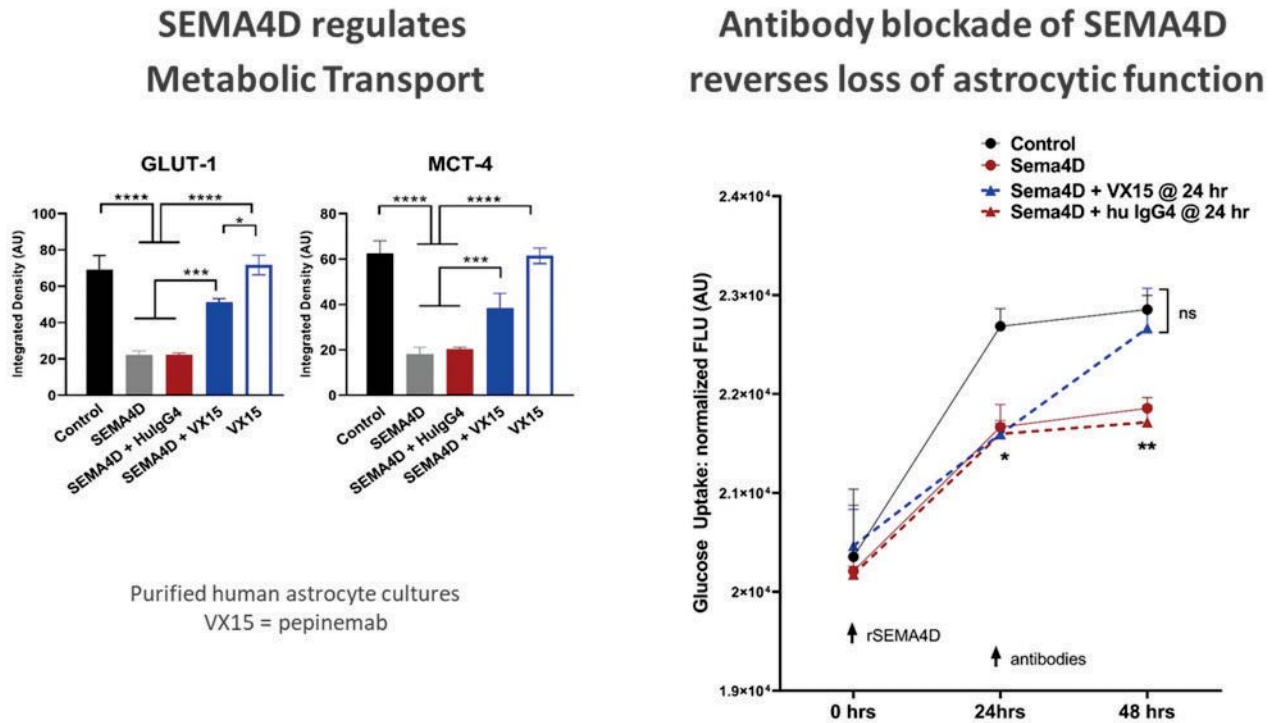 SEMA4D regulates
Metabolic Transport
GLUT-1
****
****
*
***
Integrated Density (AU)
100
80
60
40
20
0
Control
SEMA4D
SEMA4D + HuIgG4
SEMA4D + VX15
VX15
MCT-4
****
****
***
Integrated Density (AU)
80
60
40
20
0
Control
SEMA4D
SEMA4D + HuIgG4
SEMA4D + VX15
VX15
Purified human astrocyte cultures
VX15 = pepinemab
Antibody blockade of SEMA4D
reverses loss of astrocytic function
Control
Sema4D
Sema4D + VX15 @ 24 hr
Sema4D + hu IgG4 @ 24 hr
Glucose Uptake: normalized FLU (AU)
2.4×10⁴
2.3×10⁴
2.2×10⁴
2.1×10⁴
2×10⁴
1.9×10⁴
ns
*
**
rSEMA4D
antibodies
0 hrs
24hrs
48 hrs